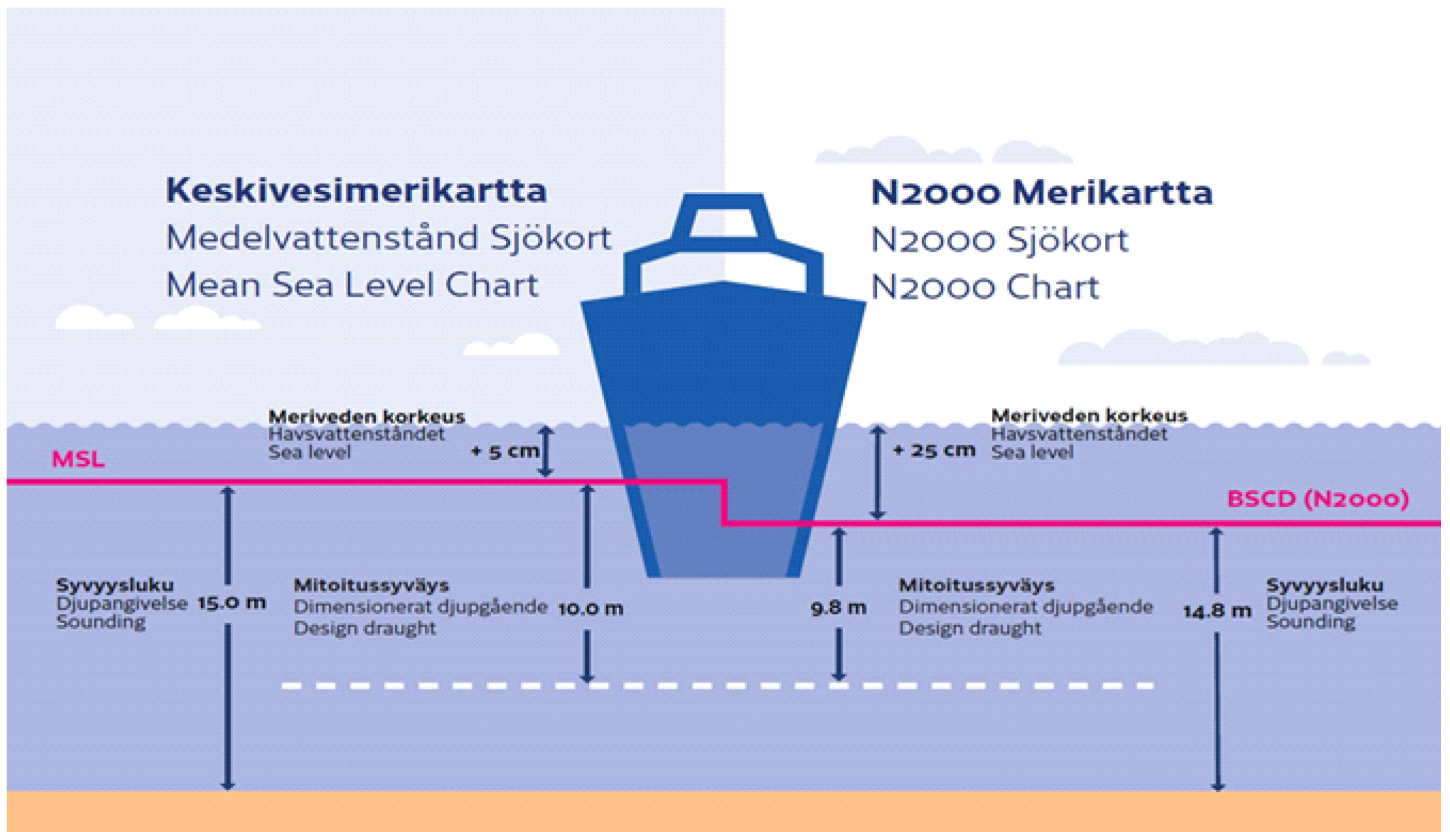 Keskivesimerikartta
Medelvattenstånd Sjökort
Mean Sea Level Chart
N2000 Merikartta
N2000 Sjökort
N2000 Chart
Meriveden korkeus
Havsvattenståndet
Sea level
+ 5 cm
+ 25 cm
Meriveden korkeus
Havsvattenståndet
Sea level
MSL
BSCD (N2000)
Syvyysluku
Djupangivelse
Sounding
15.0 m
Mitoitussyväys
Dimensionerat djupgående
Design draught
10.0 m
9.8 m
Mitoitussyväys
Dimensionerat djupgående
Design draught
14.8 m
Syvyysluku
Djupangivelse
Sounding